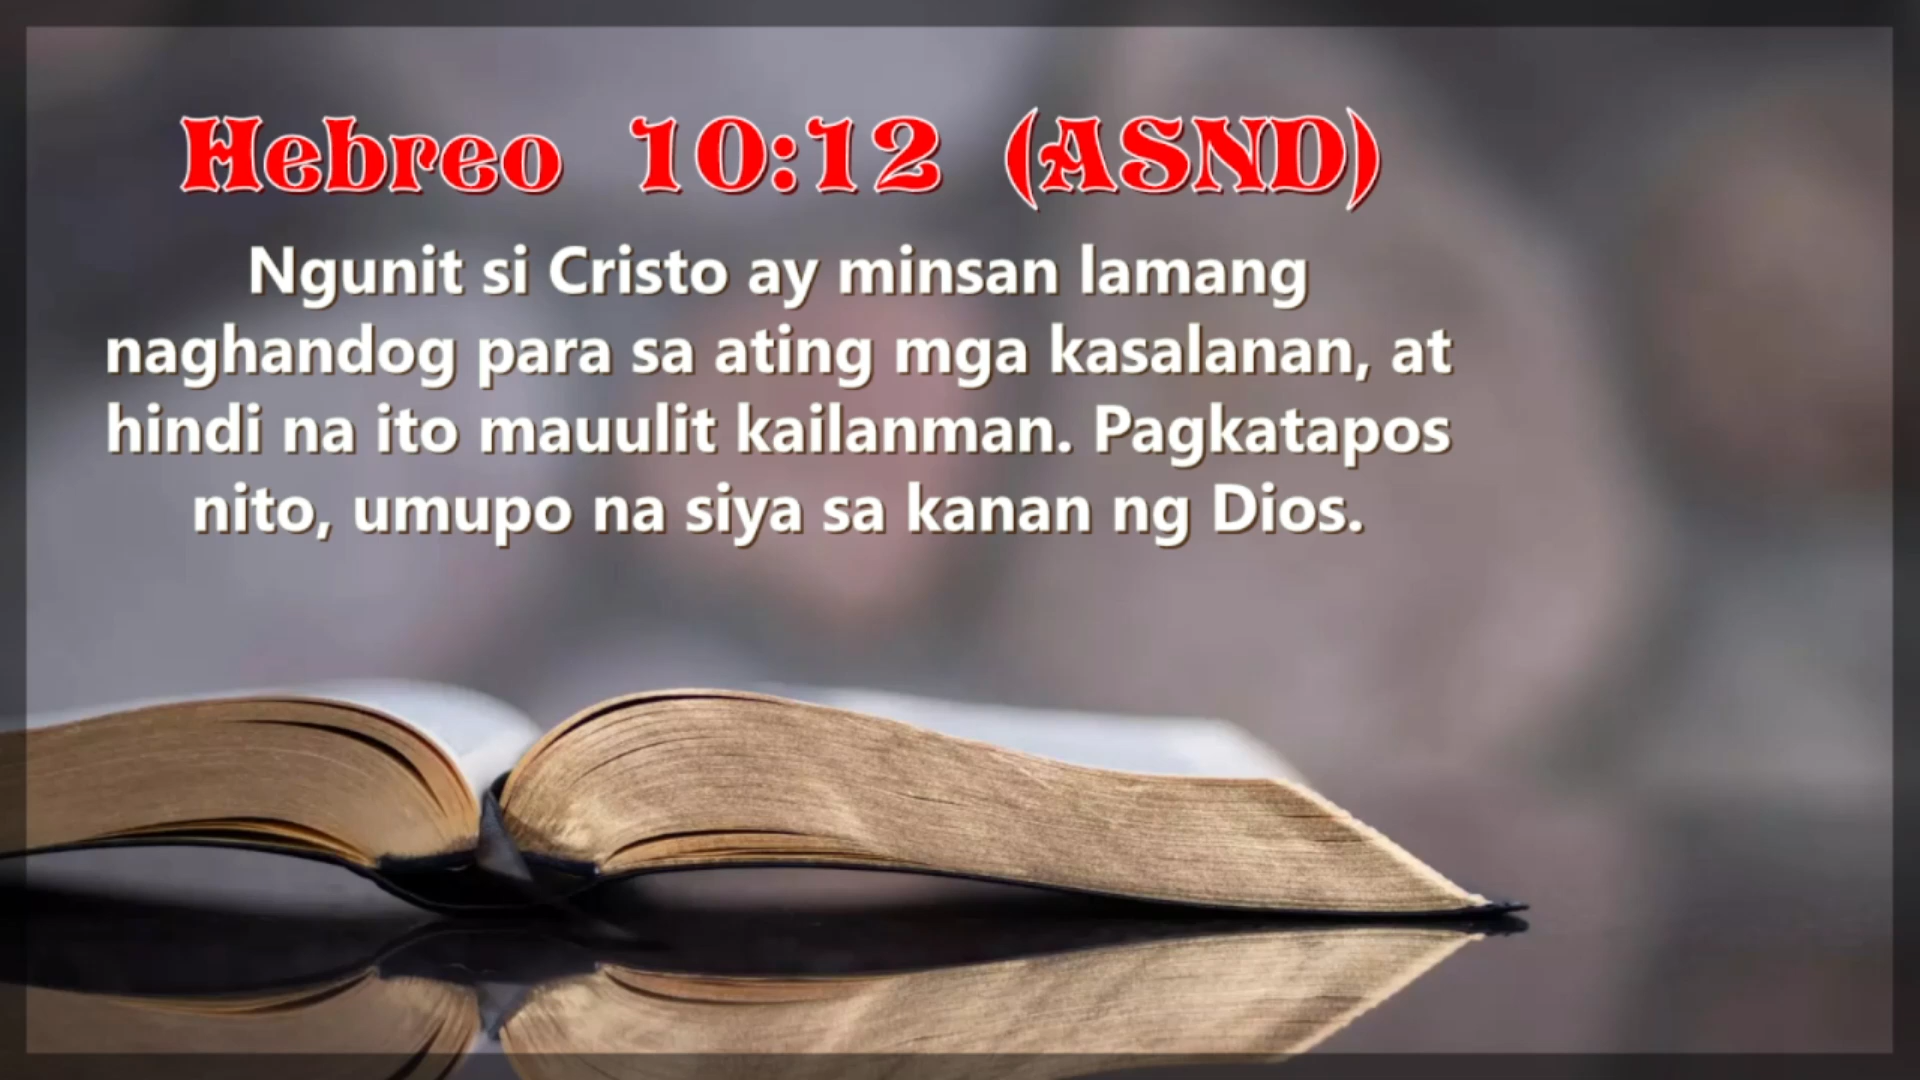 Hebreo 10:12 (ASND)
Ngunit si Cristo ay minsan lamang
naghandog para sa ating mga kasalanan, at
hindi na ito mauulit kailanman. Pagkatapos
nito, umupo na siya sa kanan ng Dios.